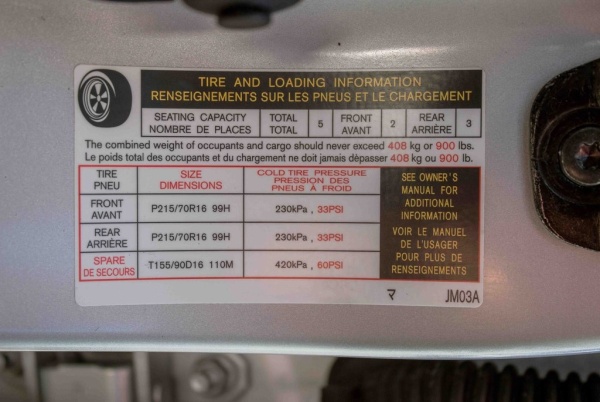 TIRE AND LOADING INFORMATION
RENSEIGNEMENTS SUR LES PNEUS ET LE CHARGEMENT
SEATING CAPACITY TOTAL 5 FRONT 2 REAR 3
NOMBRE DE PLACES TOTAL AVANT ARRIÈRE
The combined weight of occupants and cargo should never exceed 408 kg or 900 lbs.
Le poids total des occupants et du chargement ne doit jamais dépasser 408 kg ou 900 lb.
TIRE
PNEU
SIZE
DIMENSIONS
COLD TIRE PRESSURE
PRESSION DES
PNEUS À FROID
FRONT
AVANT
P215/70R16 99H
230kPa , 33PSI
REAR
ARRIÈRE
P215/70R16 99H
230kPa , 33PSI
SPARE
DE SECOURS
T155/90D16 110M
420kPa , 60PSI
SEE OWNER'S
MANUAL FOR
ADDITIONAL
INFORMATION
VOIR LE MANUEL
DE L'USAGER
POUR PLUS DE
RENSEIGNEMENTS
JM03A